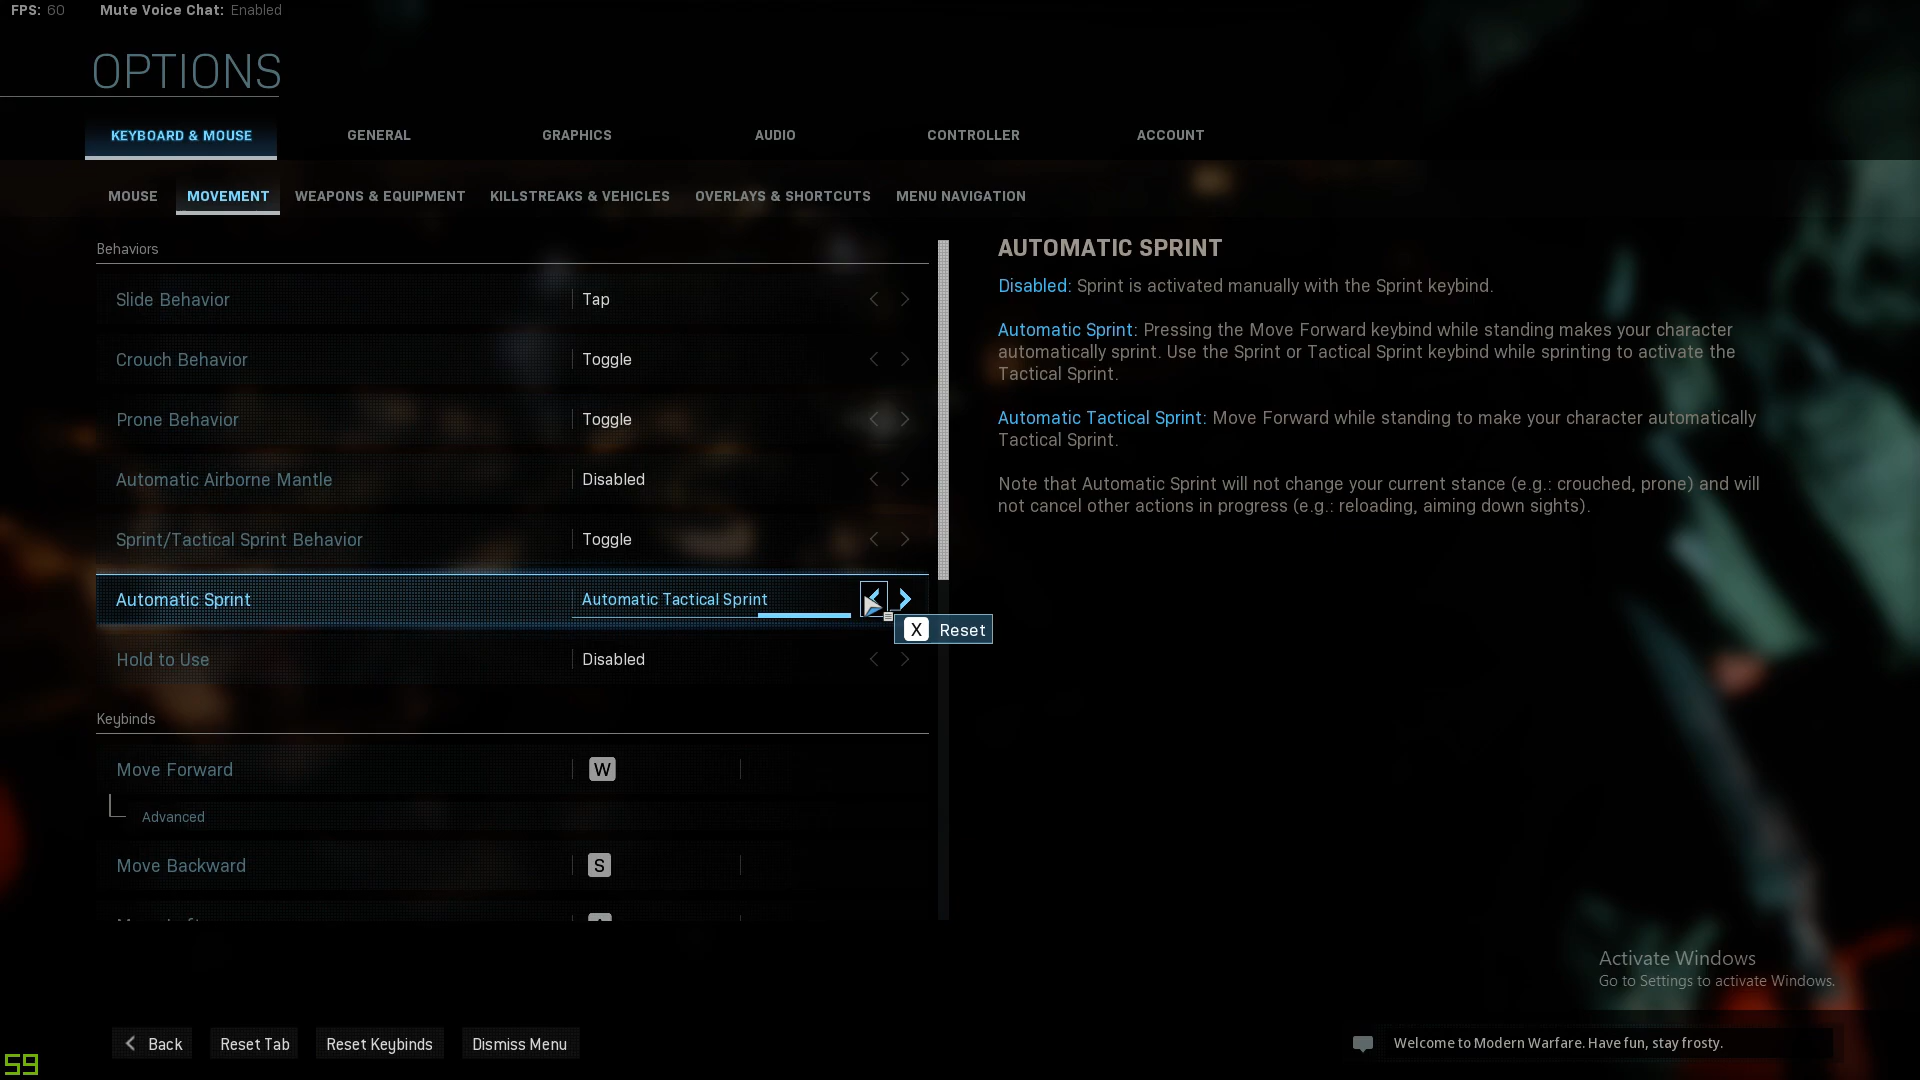 FPS: 60 Mute Voice Chat: Enabled
OPTIONS
KEYBOARD & MOUSE GENERAL GRAPHICS AUDIO CONTROLLER ACCOUNT
MOUSE MOVEMENT WEAPONS & EQUIPMENT KILLSTREAKS & VEHICLES OVERLAYS & SHORTCUTS MENU NAVIGATION
Behaviors
Slide Behavior Tap
Crouch Behavior Toggle
Prone Behavior Toggle
Automatic Airborne Mantle Disabled
Sprint/Tactical Sprint Behavior Toggle
Automatic Sprint Automatic Tactical Sprint
X Reset
Hold to Use Disabled
Keybinds
Move Forward W
Advanced
Move Backward S
AUTOMATIC SPRINT
Disabled: Sprint is activated manually with the Sprint keybind.
Automatic Sprint: Pressing the Move Forward keybind while standing makes your character
automatically sprint. Use the Sprint or Tactical Sprint keybind while sprinting to activate the
Tactical Sprint.
Automatic Tactical Sprint: Move Forward while standing to make your character automatically
Tactical Sprint.
Note that Automatic Sprint will not change your current stance (e.g.: crouched, prone) and will
not cancel other actions in progress (e.g.: reloading, aiming down sights).
Activate Windows
Go to Settings to activate Windows.
Back Reset Tab Reset Keybinds Dismiss Menu
Welcome to Modern Warfare. Have fun, stay frosty.
59